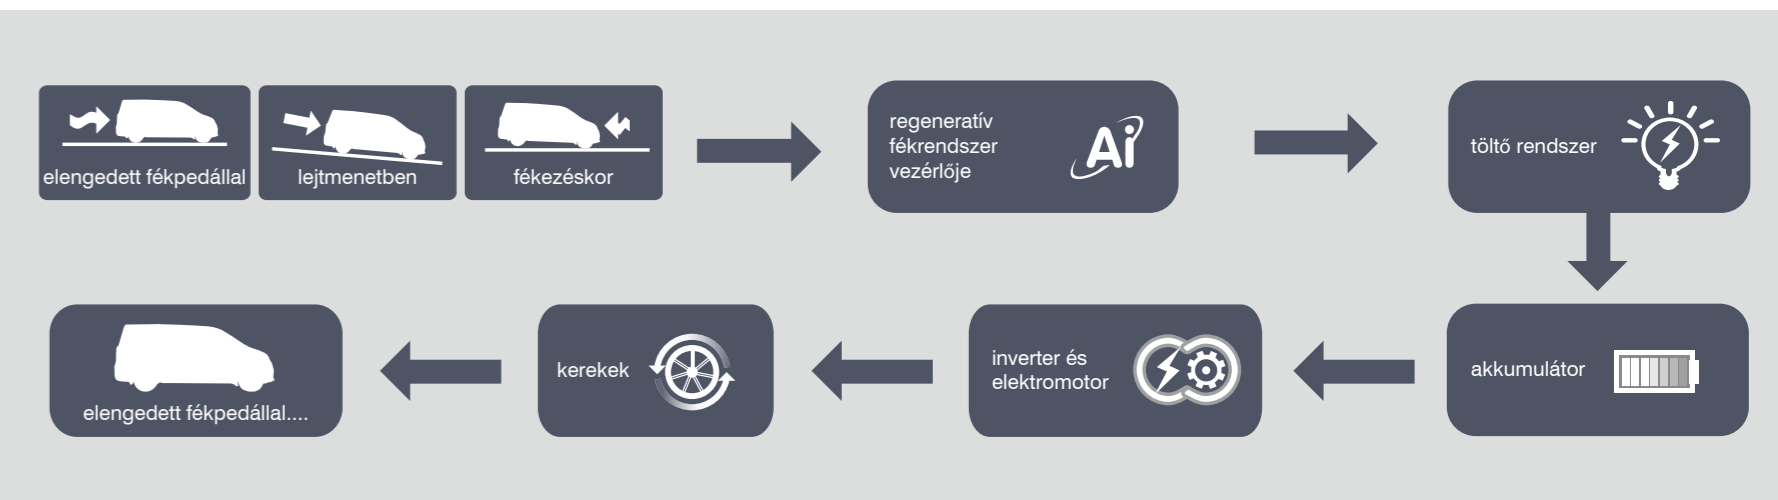 elengedett fékpedállal
lejtmenetben
fékezéskor
regeneratív
fékrendszer
vezérlője
Ai
töltő rendszer
elengedett fékpedállal....
kerekek
inverter és
elektromotor
akkumulátor